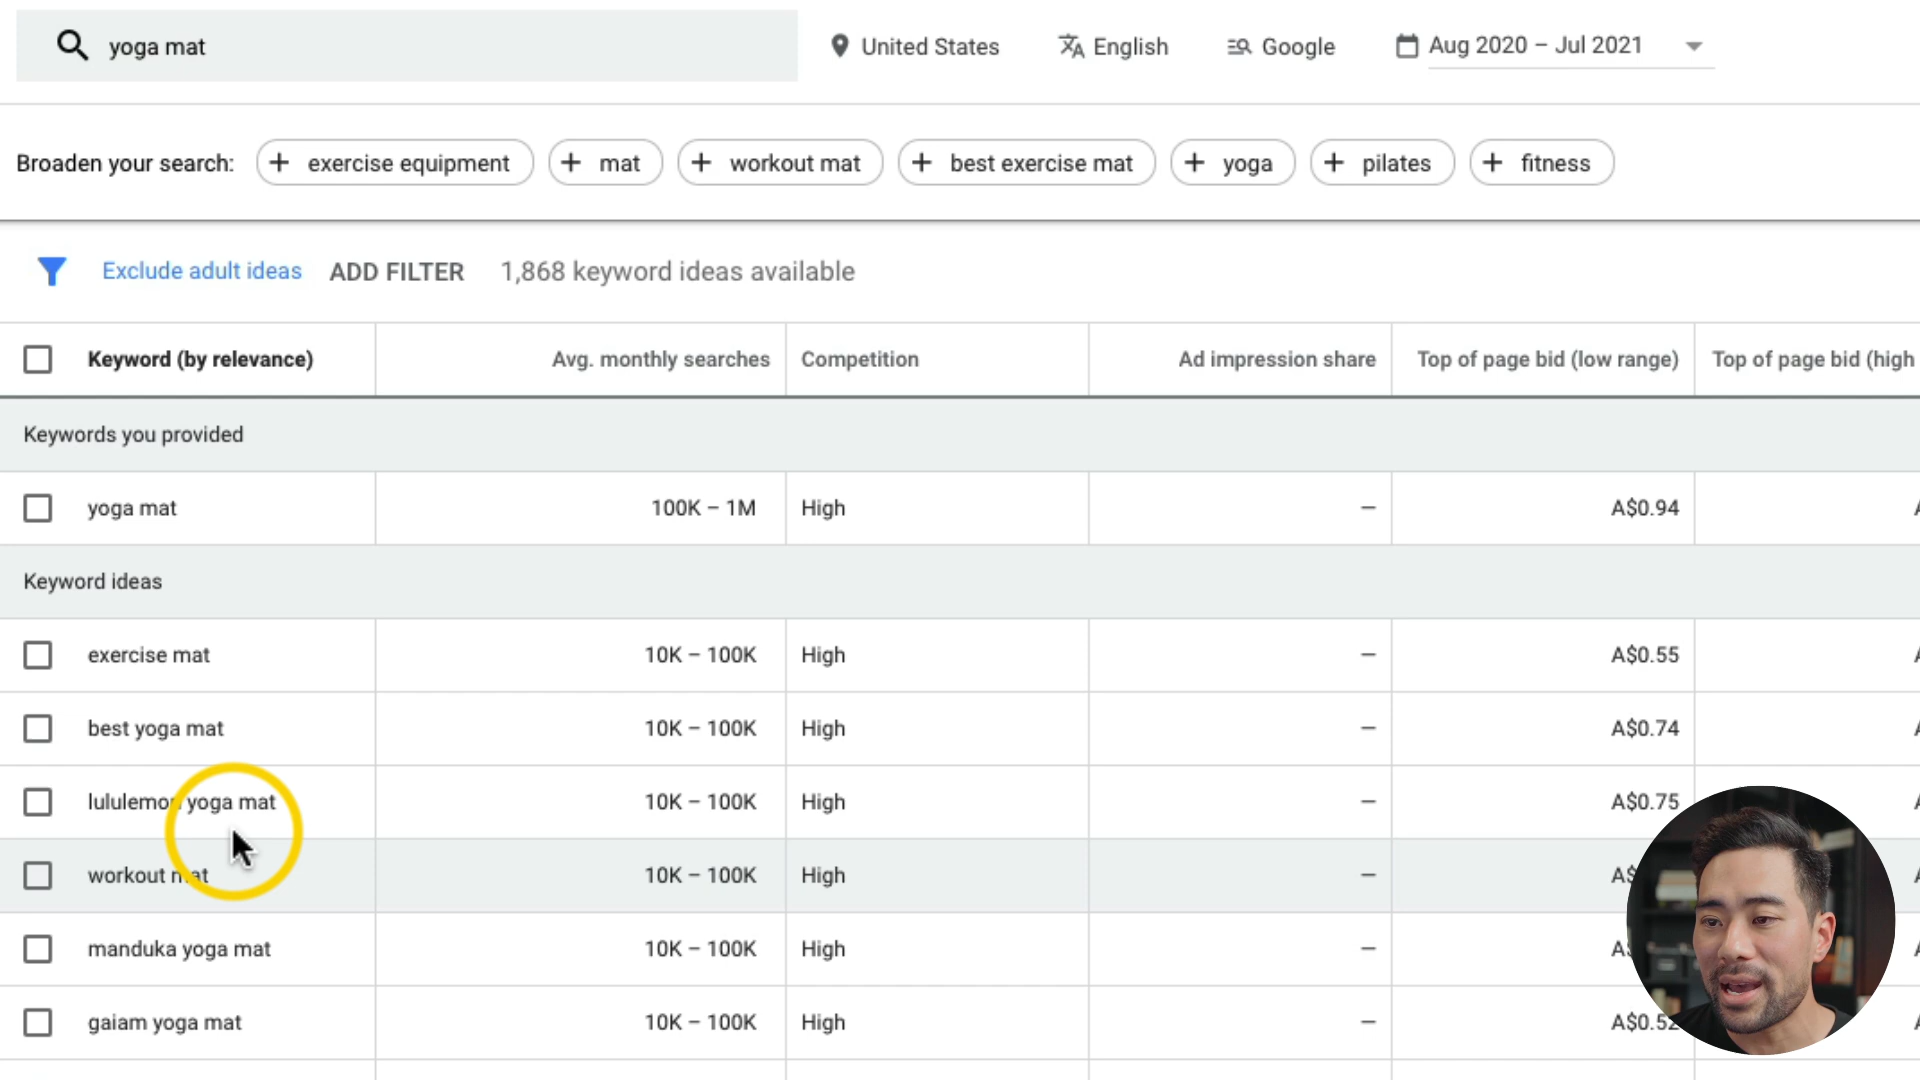 yoga mat United States English Google Aug 2020 – Jul 2021
Broaden your search: + exercise equipment + mat + workout mat + best exercise mat + yoga + pilates + fitness
Exclude adult ideas ADD FILTER 1,868 keyword ideas available
Keyword (by relevance) Avg. monthly searches Competition Ad impression share Top of page bid (low range) Top of page bid (high
Keywords you provided
yoga mat 100K – 1M High – A$0.94
Keyword ideas
exercise mat 10K – 100K High – A$0.55
best yoga mat 10K – 100K High – A$0.74
lululemon yoga mat 10K – 100K High – A$0.75
workout mat 10K – 100K High –
manduka yoga mat 10K – 100K High –
gaiam yoga mat 10K – 100K High – A$0.52